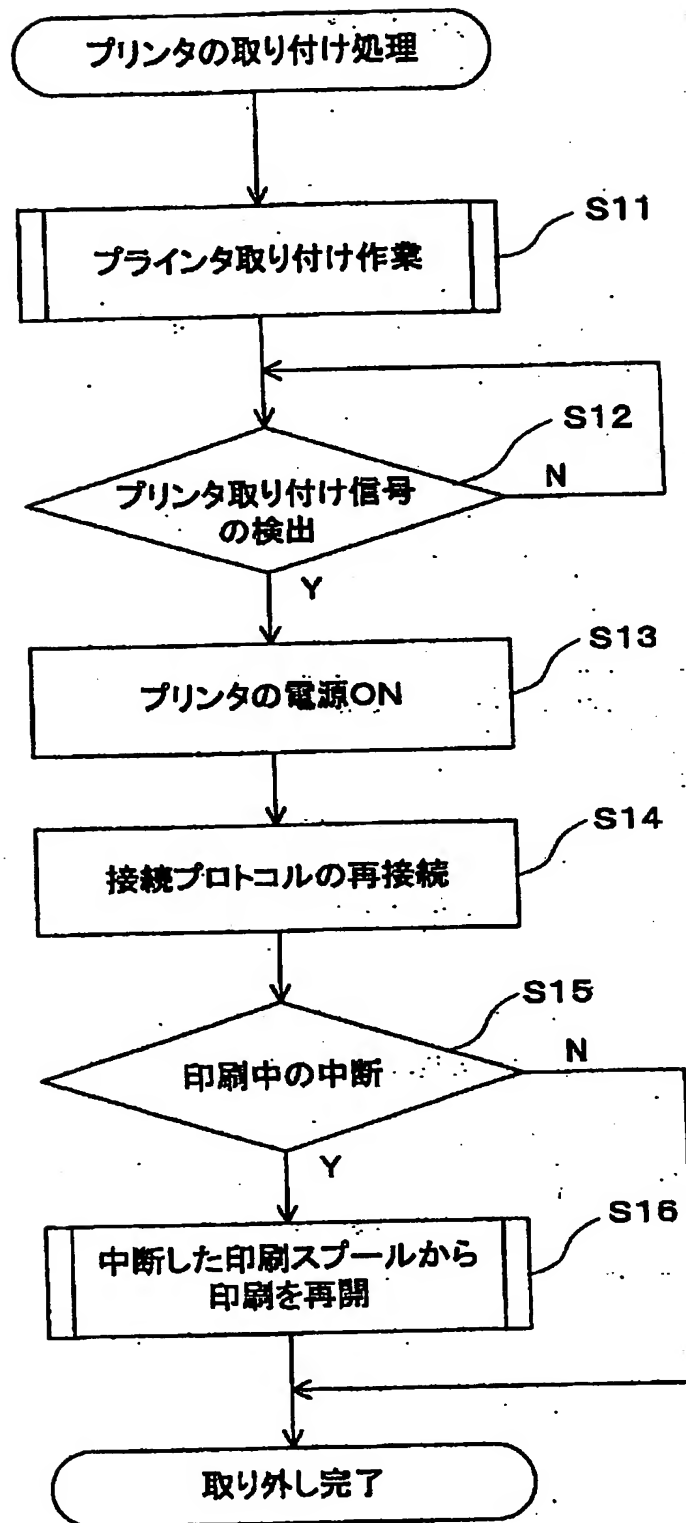 プリンタの取り付け処理
S11
プラインタ取り付け作業
S12
プリンタ取り付け信号
の検出
N
Y
S13
プリンタの電源ON
S14
接続プロトコルの再接続
S15
印刷中の中断
N
Y
S16
中断した印刷スプールから
印刷を再開
取り外し完了